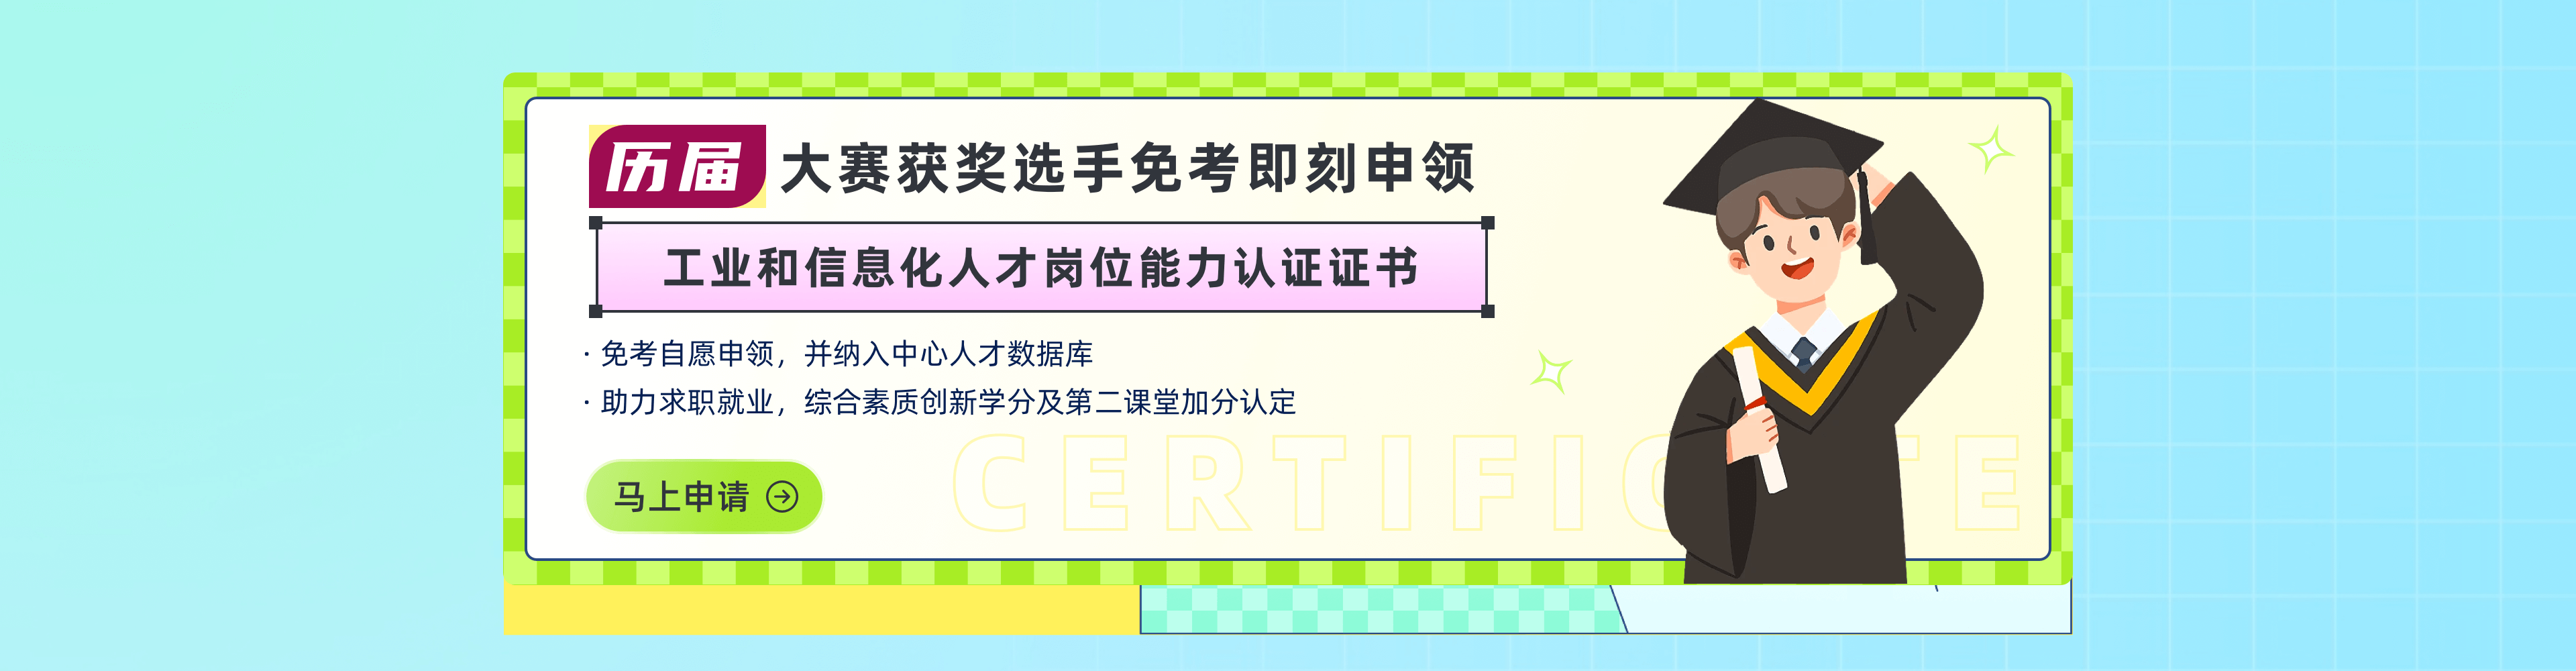 历届 大赛获奖选手免考即刻申领
工业和信息化人才岗位能力认证证书
· 免考自愿申领，并纳入中心人才数据库
· 助力求职就业，综合素质创新学分及第二课堂加分认定
CERTIFIC TE
马上申请